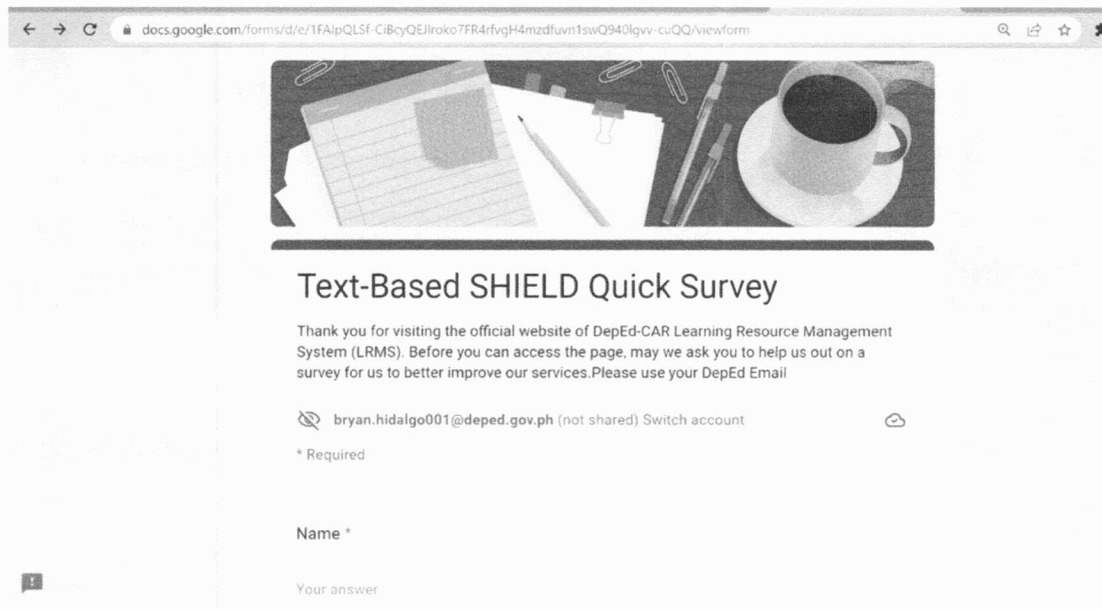 docs.google.com/forms/d/e/1FAIpQLSf-CiBcyQEJIroko7FR4rfvgH4mzdfuvn1swQ940lgvv-cuQQ/viewform
Text-Based SHIELD Quick Survey
Thank you for visiting the official website of DepEd-CAR Learning Resource Management
System (LRMS). Before you can access the page, may we ask you to help us out on a
survey for us to better improve our services.Please use your DepEd Email
bryan.hidalgo001@deped.gov.ph (not shared) Switch account
* Required
Name *
Your answer